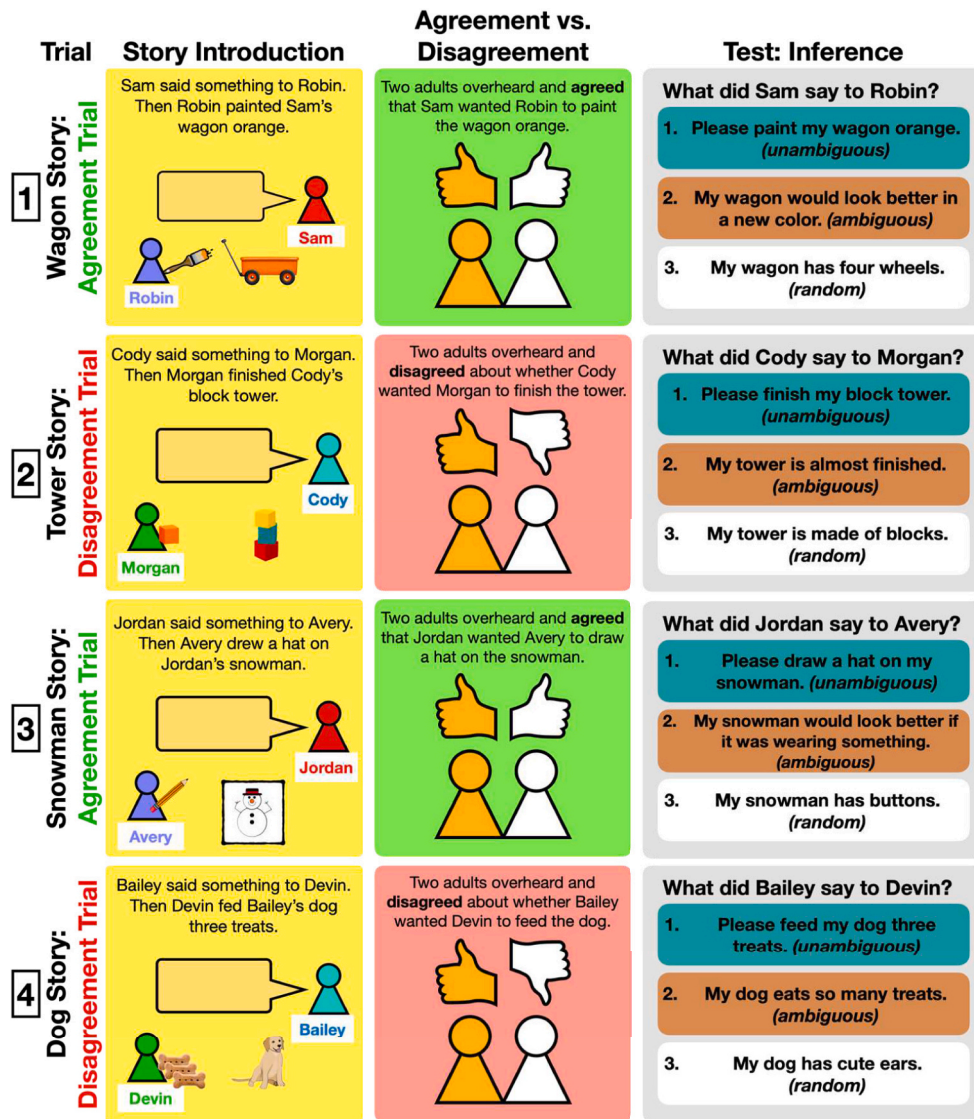 Trial
Story Introduction
Agreement vs.
Disagreement
Test: Inference
1
Wagon Story:
Agreement Trial
Sam said something to Robin.
Then Robin painted Sam's
wagon orange.
Sam
Robin
Two adults overheard and agreed
that Sam wanted Robin to paint
the wagon orange.
What did Sam say to Robin?
1. Please paint my wagon orange.
(unambiguous)
2. My wagon would look better in
a new color. (ambiguous)
3. My wagon has four wheels.
(random)
2
Tower Story:
Disagreement Trial
Cody said something to Morgan.
Then Morgan finished Cody's
block tower.
Cody
Morgan
Two adults overheard and
disagreed about whether Cody
wanted Morgan to finish the tower.
What did Cody say to Morgan?
1. Please finish my block tower.
(unambiguous)
2. My tower is almost finished.
(ambiguous)
3. My tower is made of blocks.
(random)
3
Snowman Story:
Agreement Trial
Jordan said something to Avery.
Then Avery drew a hat on
Jordan's snowman.
Jordan
Avery
Two adults overheard and agreed
that Jordan wanted Avery to draw
a hat on the snowman.
What did Jordan say to Avery?
1. Please draw a hat on my
snowman. (unambiguous)
2. My snowman would look better if
it was wearing something.
(ambiguous)
3. My snowman has buttons.
(random)
4
Dog Story:
Disagreement Trial
Bailey said something to Devin.
Then Devin fed Bailey's dog
three treats.
Bailey
Devin
Two adults overheard and
disagreed about whether Bailey
wanted Devin to feed the dog.
What did Bailey say to Devin?
1. Please feed my dog three
treats. (unambiguous)
2. My dog eats so many treats.
(ambiguous)
3. My dog has cute ears.
(random)